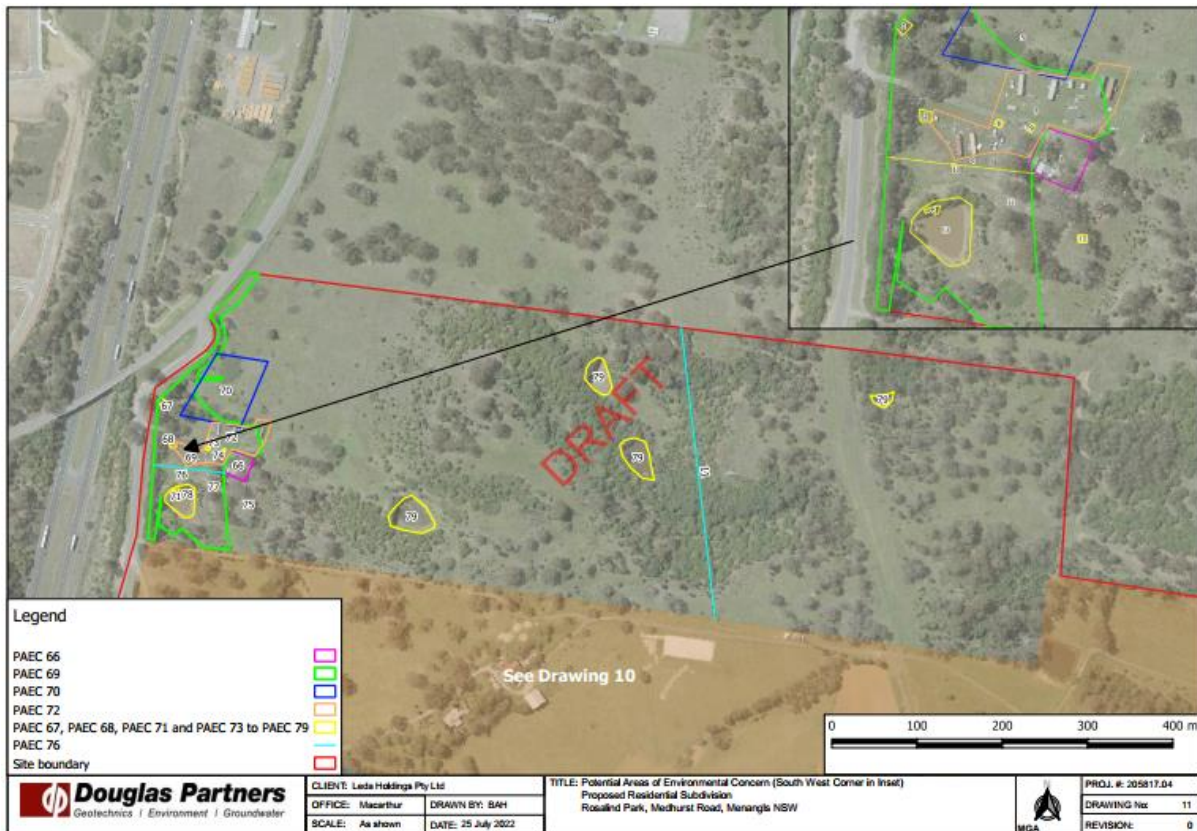 67
70
68
72
69
74
66
76
77
75
71
78
79
79
79
79
DRAFT
See Drawing 10
Legend
PAEC 66
PAEC 69
PAEC 70
PAEC 72
PAEC 67, PAEC 68, PAEC 71 and PAEC 73 to PAEC 79
PAEC 76
Site boundary
0 100 200 300 400 m
Douglas Partners
Geotechnics | Environment | Groundwater
CLIENT: Leda Holdings Pty Ltd
OFFICE: Macarthur
DRAWN BY: BAH
SCALE: As shown
DATE: 25 July 2022
TITLE: Potential Areas of Environmental Concern (South West Corner in Inset)
Proposed Residential Subdivision
Rosalind Park, Medhurst Road, Menangle NSW
N
MGA
PROJ. #: 205817.04
DRAWING No: 11
REVISION: 0